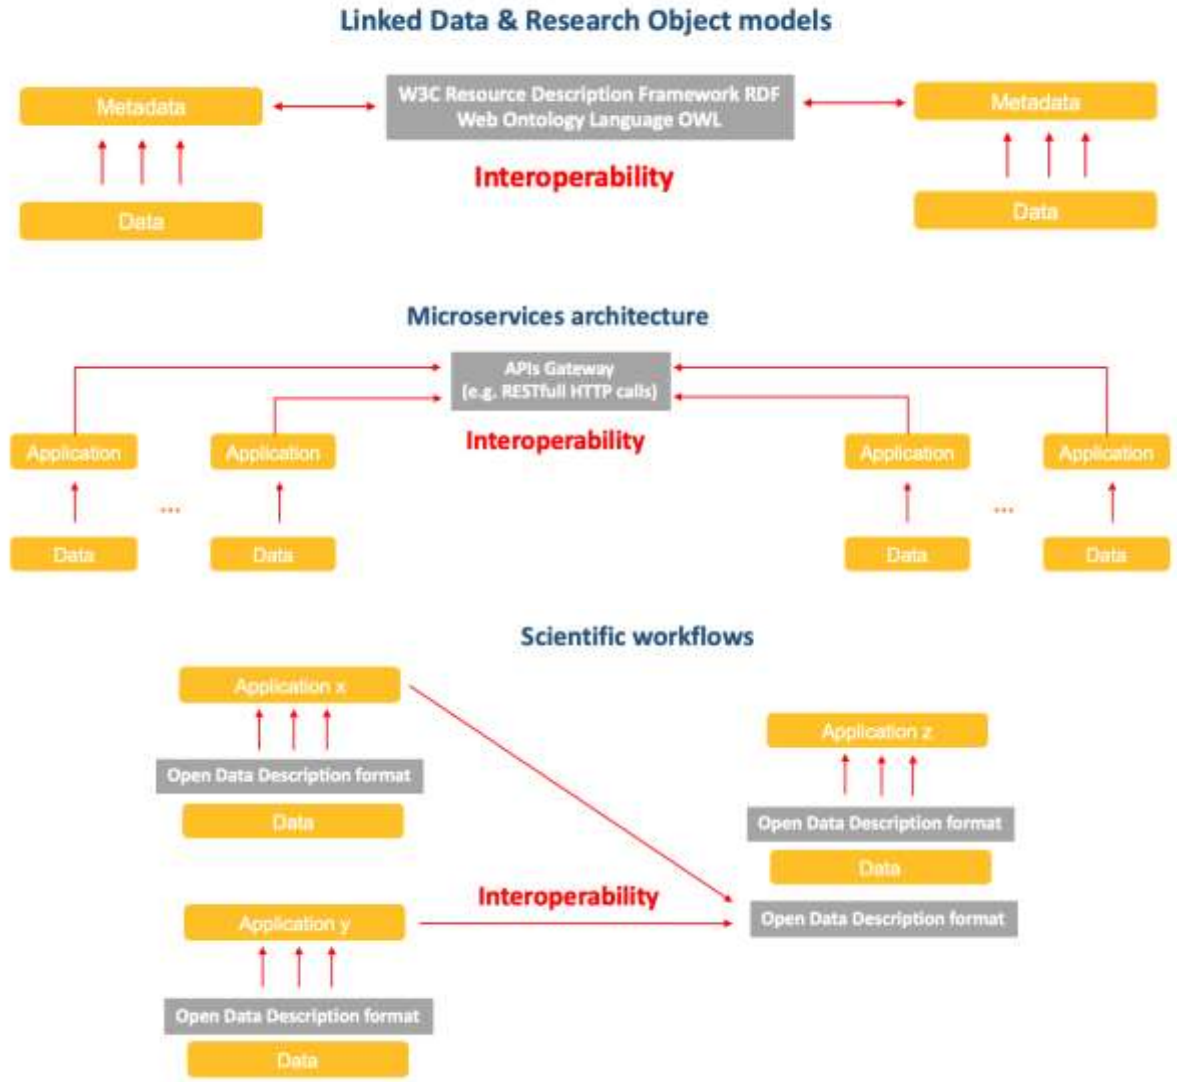 Linked Data & Research Object models
Metadada
W3C Resource Description Framework RDF
Web Ontology Language OWL
Metadada
Interoperability
Data
Data
Microservices architecture
APIs Gateway
(e.g. RESTfull HTTP calls)
Interoperability
Application
Application
Application
Application
...
...
Data
Data
Data
Data
Scientific workflows
Application x
Application z
Open Data Description format
Data
Open Data Description format
Data
Interoperability
Application y
Open Data Description format
Open Data Description format
Data